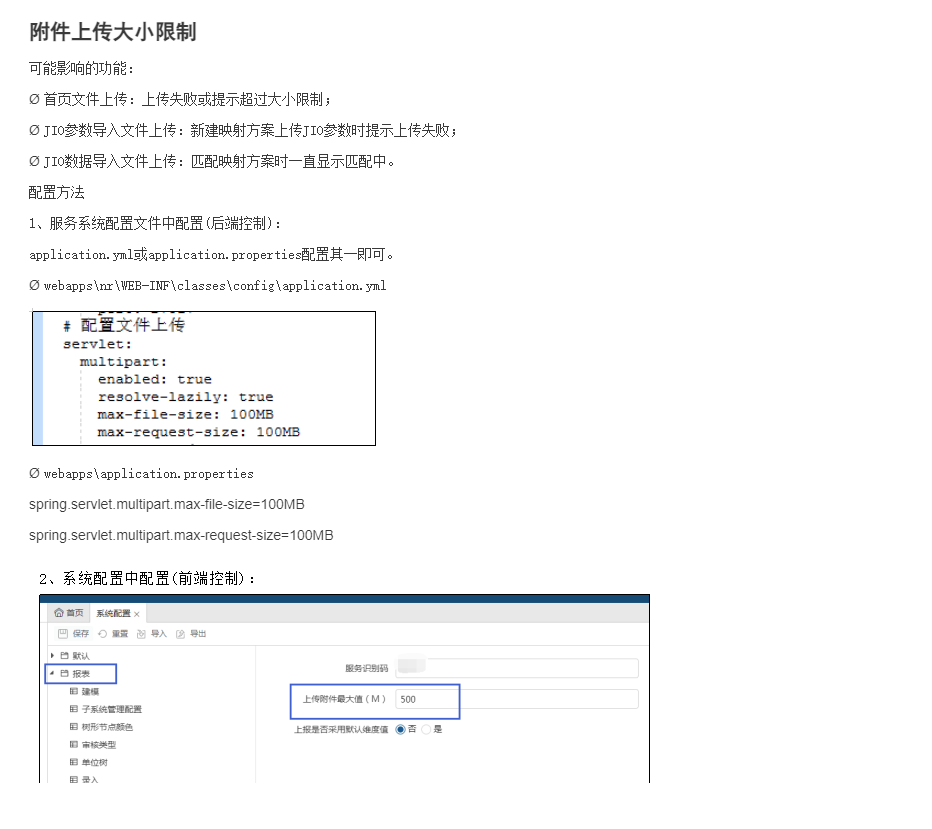 附件上传大小限制
可能影响的功能：
Ø 首页文件上传：上传失败或提示超过大小限制；
Ø JIO参数导入文件上传：新建映射方案上传JIO参数时提示上传失败；
Ø JIO数据导入文件上传：匹配映射方案时一直显示匹配中。
配置方法
1、服务系统配置文件中配置(后端控制)：
application.yml或application.properties配置其一即可。
Ø webapps\nr\WEB-INF\classes\config\application.yml
# 配置文件上传
servlet:
multipart:
enabled: true
resolve-lazily: true
max-file-size: 100MB
max-request-size: 100MB
Ø webapps\application.properties
spring.servlet.multipart.max-file-size=100MB
spring.servlet.multipart.max-request-size=100MB
2、系统配置中配置(前端控制)：
首页 系统配置 ×
保存 重置 导入 导出
默认
报表
建模
子系统管理配置
树形节点颜色
审核类型
单位树
录入
服务识别码
上传附件最大值（M） 500
上报是否采用默认维度值 否 是